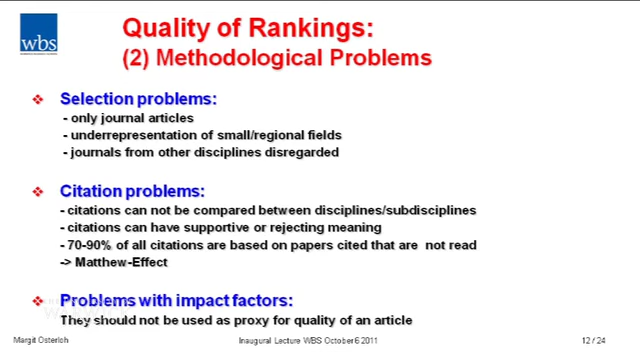 wbs
Quality of Rankings:
(2) Methodological Problems
Selection problems:
- only journal articles
- underrepresentation of small/regional fields
- journals from other disciplines disregarded
Citation problems:
- citations can not be compared between disciplines/subdisciplines
- citations can have supportive or rejecting meaning
- 70-90% of all citations are based on papers cited that are not read
-> Matthew-Effect
Problems with impact factors:
They should not be used as proxy for quality of an article
Margit Osterloh
Inaugural Lecture WBS October 6 2011
12 / 24